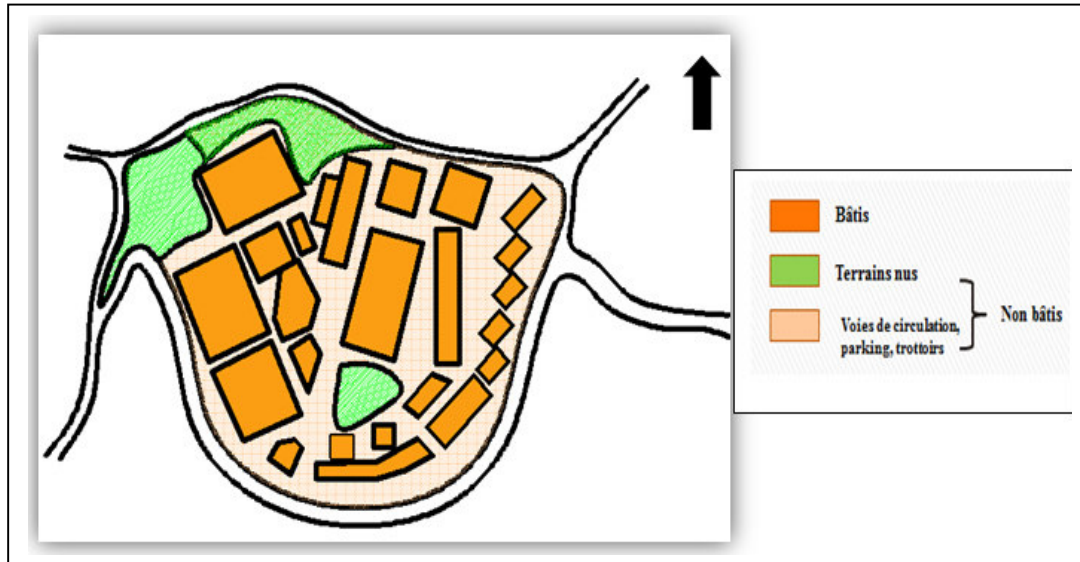 Bâtis
Terrains nus
Non bâtis
Voies de circulation,
parking, trottoirs